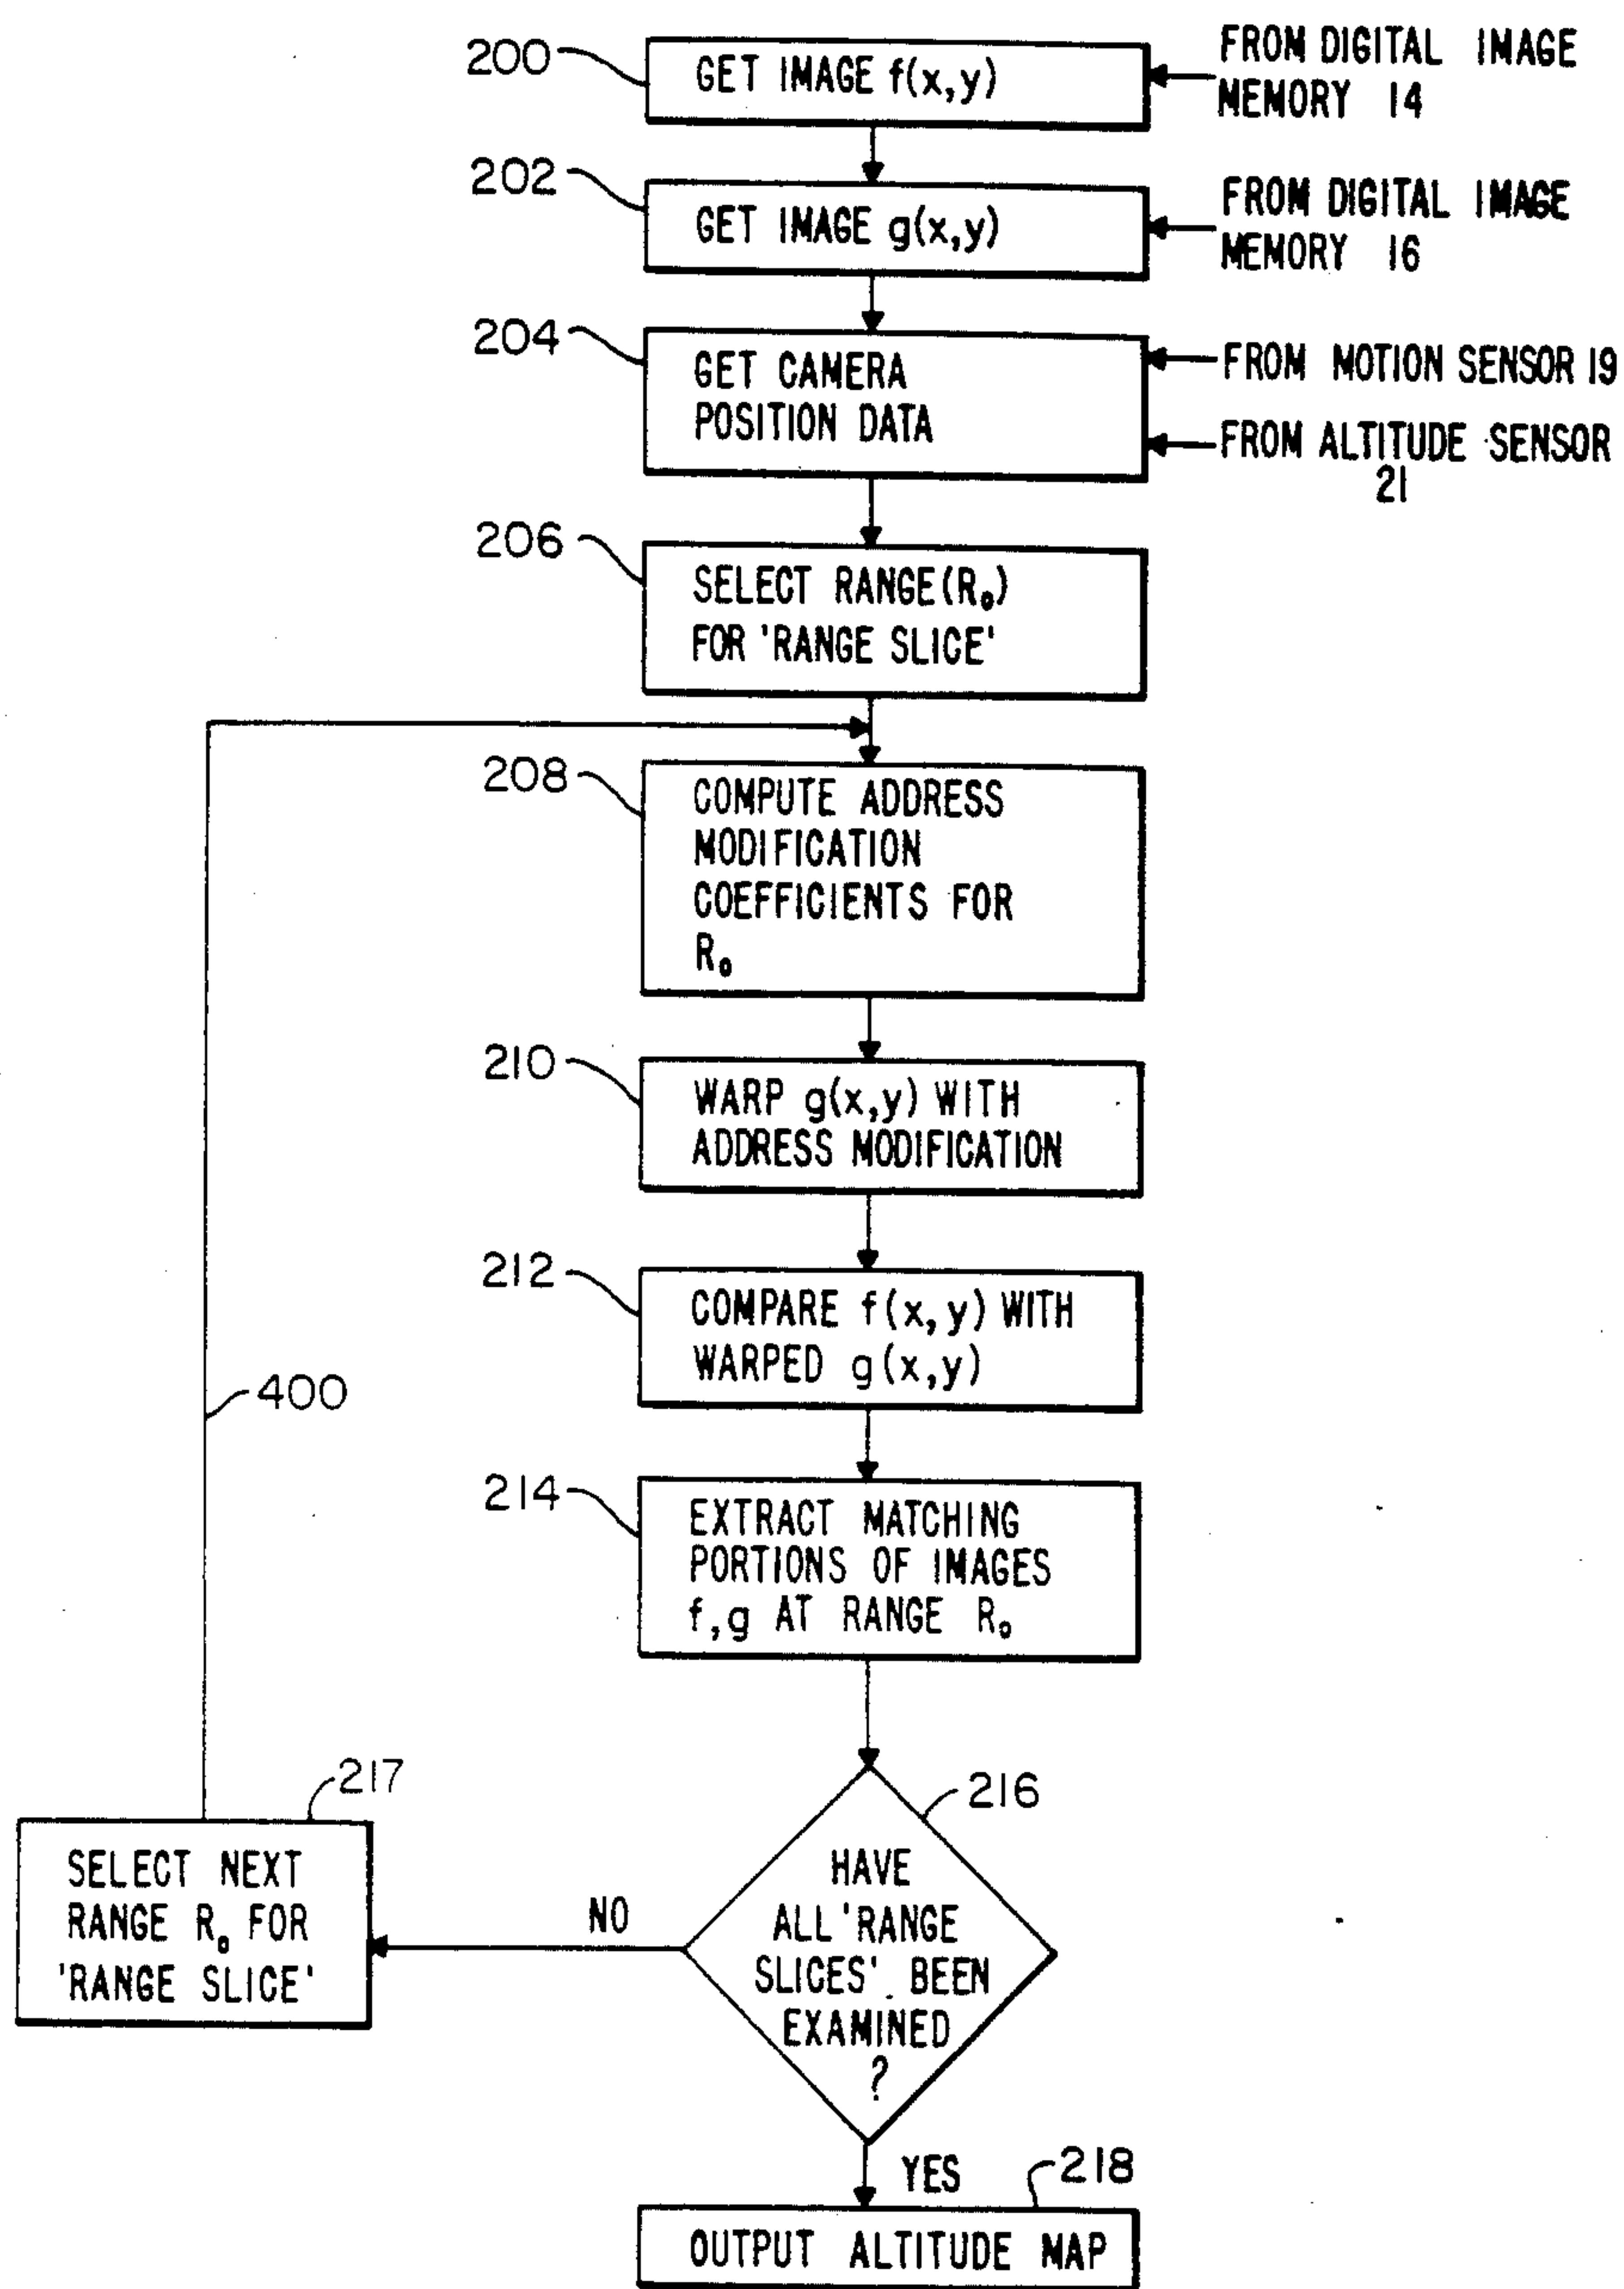 200
GET IMAGE f(x,y)
FROM DIGITAL IMAGE
MEMORY 14
202
GET IMAGE g(x,y)
FROM DIGITAL IMAGE
MEMORY 16
204
GET CAMERA
POSITION DATA
FROM MOTION SENSOR 19
FROM ALTITUDE SENSOR
21
206
SELECT RANGE(R₀)
FOR 'RANGE SLICE'
208
COMPUTE ADDRESS
MODIFICATION
COEFFICIENTS FOR
R₀
210
WARP g(x,y) WITH
ADDRESS MODIFICATION
212
COMPARE f(x,y) WITH
WARPED g(x,y)
400
214
EXTRACT MATCHING
PORTIONS OF IMAGES
f,g AT RANGE R₀
216
HAVE
ALL 'RANGE
SLICES' BEEN
EXAMINED
?
NO
217
SELECT NEXT
RANGE R₀ FOR
'RANGE SLICE'
YES
218
OUTPUT ALTITUDE MAP